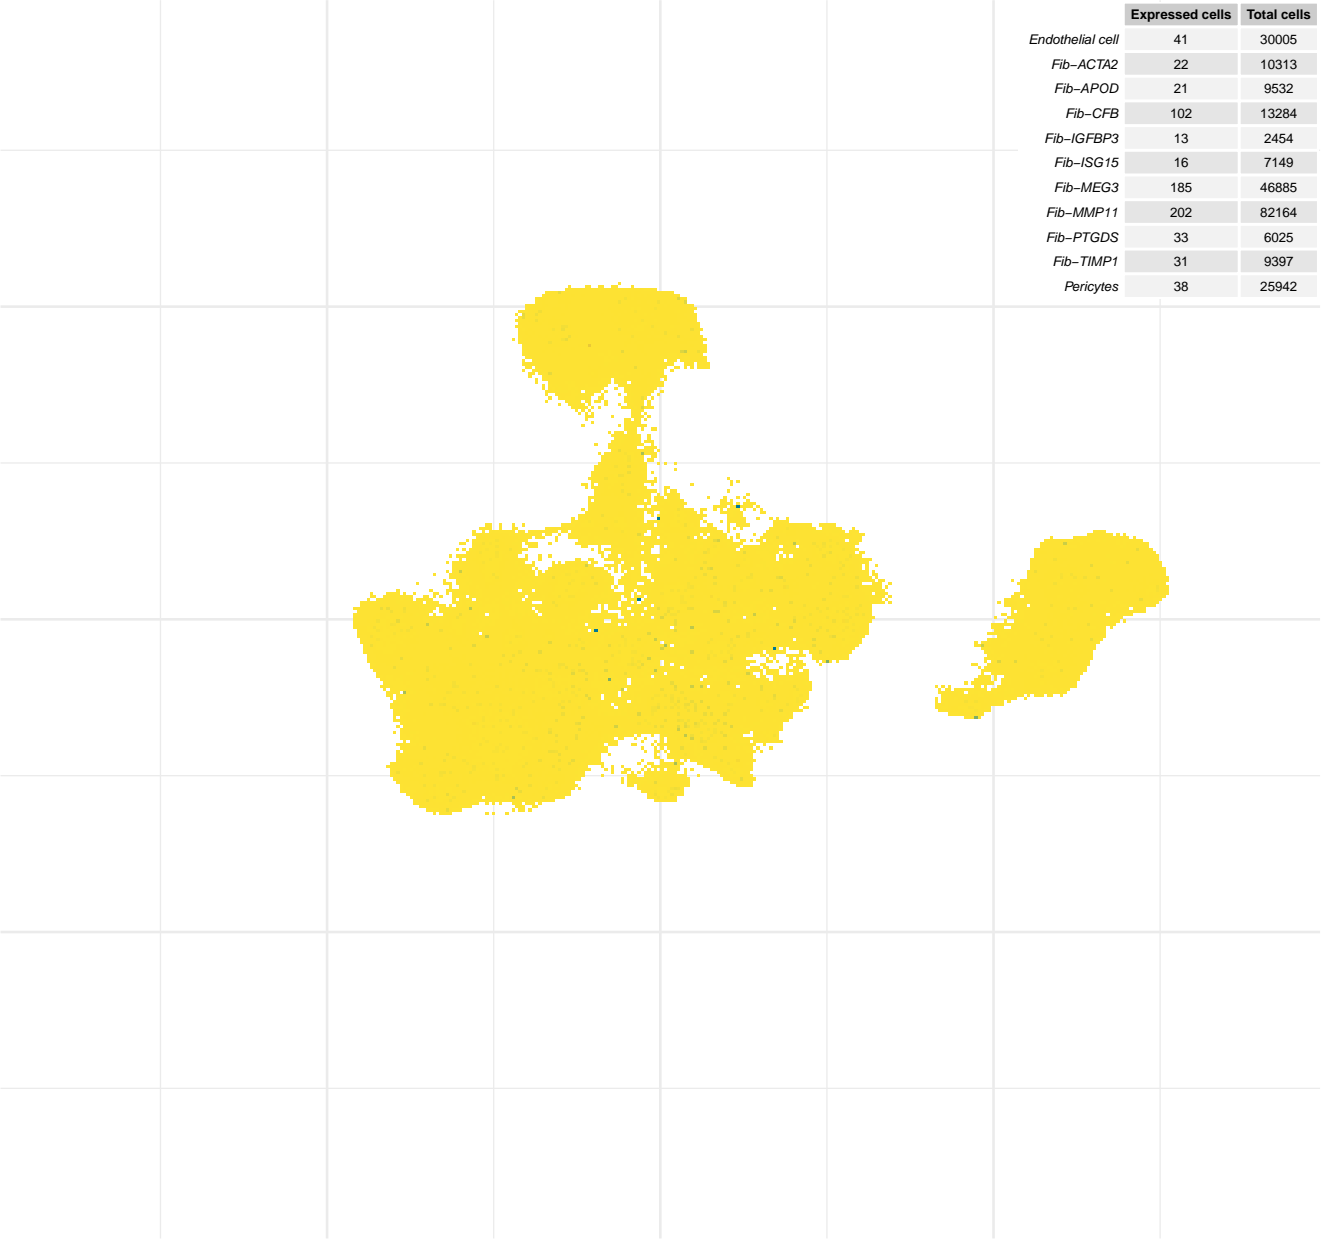 Expressed cells Total cells
Endothelial cell 41 30005
Fib−ACTA2 22 10313
Fib−APOD 21 9532
Fib−CFB 102 13284
Fib−IGFBP3 13 2454
Fib−ISG15 16 7149
Fib−MEG3 185 46885
Fib−MMP11 202 82164
Fib−PTGDS 33 6025
Fib−TIMP1 31 9397
Pericytes 38 25942